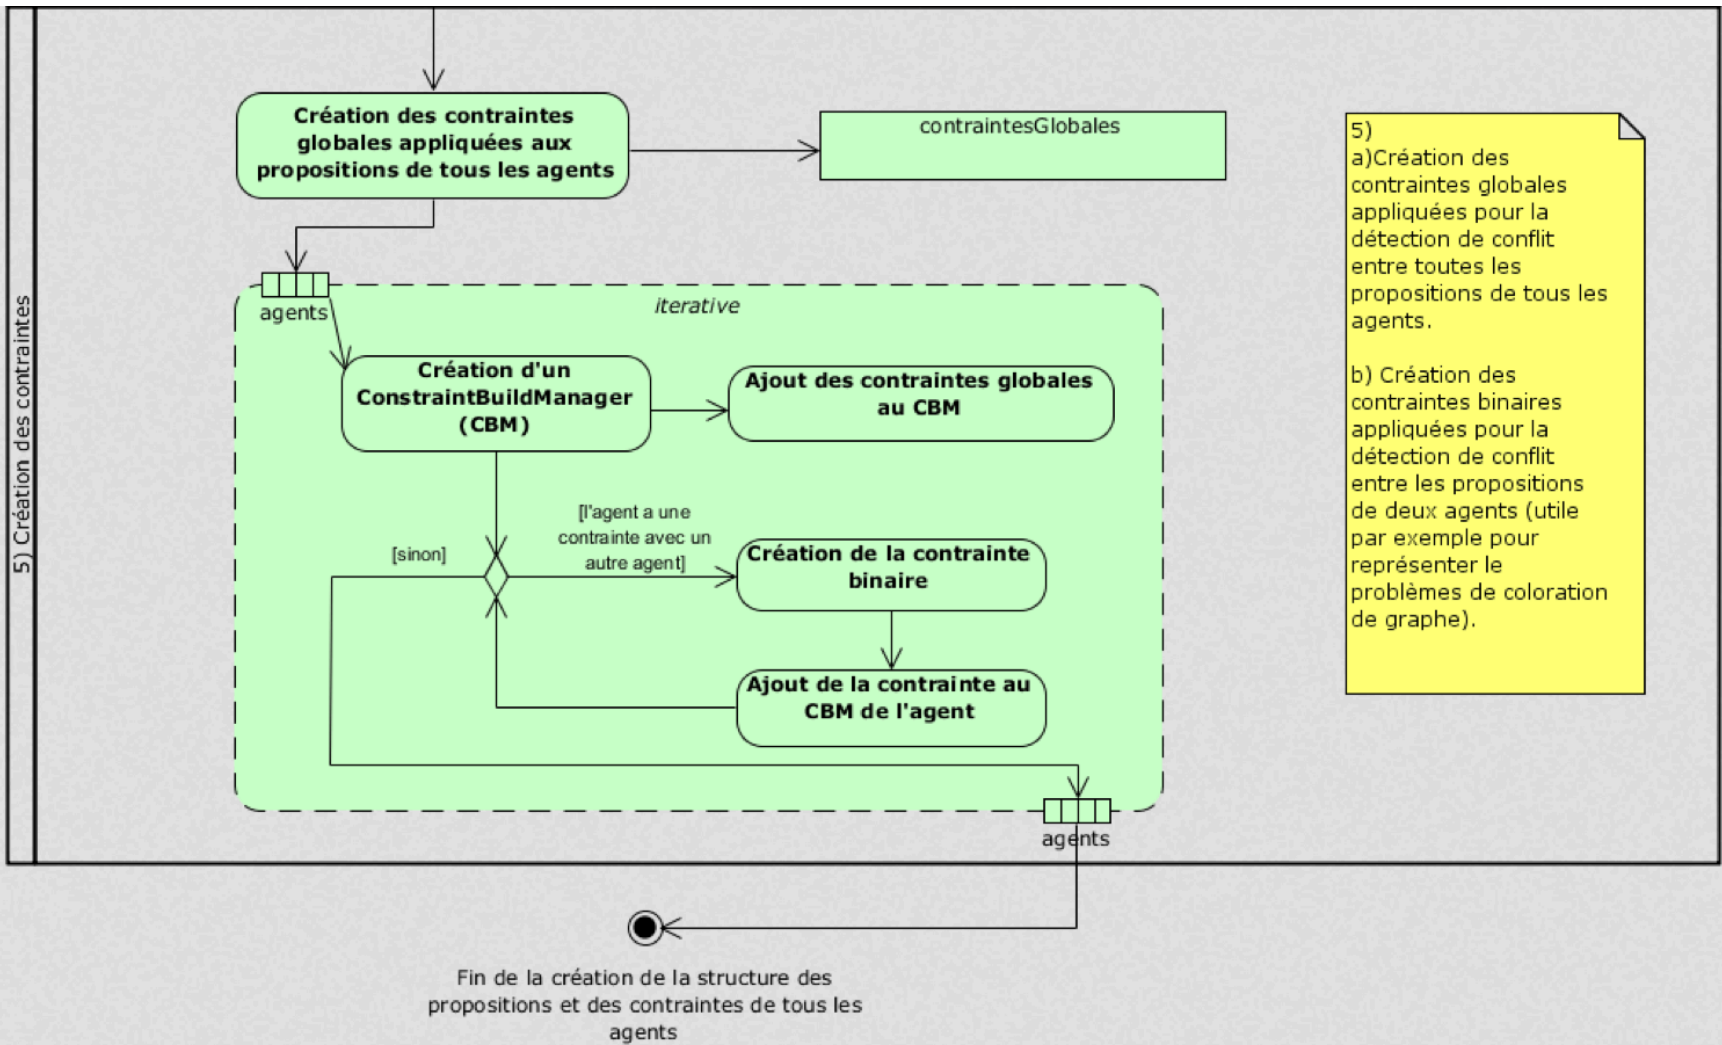 5) Création des contraintes
Création des contraintes
globales appliquées aux
propositions de tous les agents
contraintesGlobales
agents
iterative
Création d'un
ConstraintBuildManager
(CBM)
Ajout des contraintes globales
au CBM
[sinon]
[l'agent a une
contrainte avec un
autre agent]
Création de la contrainte
binaire
Ajout de la contrainte au
CBM de l'agent
agents
5)
a)Création des
contraintes globales
appliquées pour la
détection de conflit
entre toutes les
propositions de tous les
agents.
b) Création des
contraintes binaires
appliquées pour la
détection de conflit
entre les propositions
de deux agents (utile
par exemple pour
représenter le
problèmes de coloration
de graphe).
Fin de la création de la structure des
propositions et des contraintes de tous les
agents